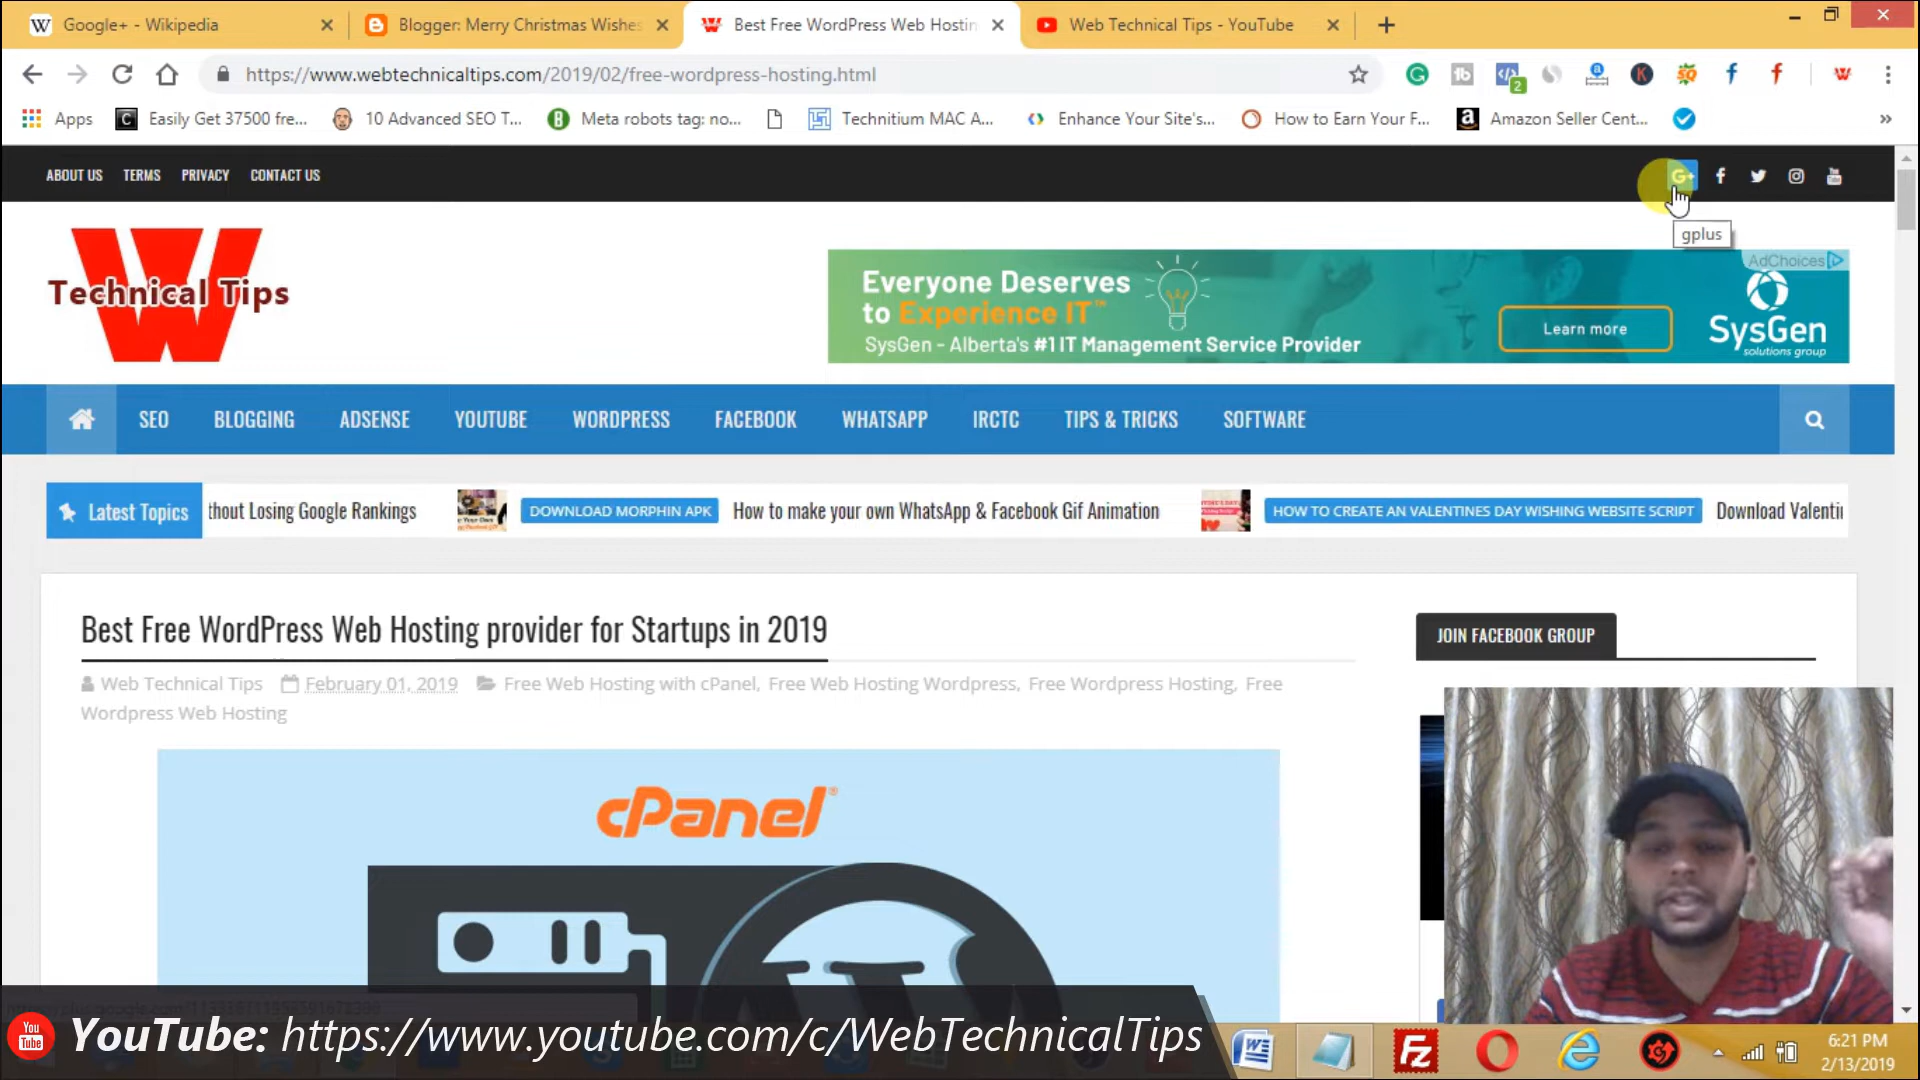 Google+ - Wikipedia
Blogger: Merry Christmas Wishes
Best Free WordPress Web Hostin
Web Technical Tips - YouTube
https://www.webtechnicaltips.com/2019/02/free-wordpress-hosting.html
Apps
Easily Get 37500 fre...
10 Advanced SEO T...
Meta robots tag: no...
Technitium MAC A...
Enhance Your Site's...
How to Earn Your F...
Amazon Seller Cent...
ABOUT US
TERMS
PRIVACY
CONTACT US
G+
gplus
W
Technical Tips
Everyone Deserves
to Experience IT™
SysGen - Alberta's #1 IT Management Service Provider
Learn more
AdChoices
SysGen
solutions group
SEO
BLOGGING
ADSENSE
YOUTUBE
WORDPRESS
FACEBOOK
WHATSAPP
IRCTC
TIPS & TRICKS
SOFTWARE
Latest Topics
thout Losing Google Rankings
DOWNLOAD MORPHIN APK
How to make your own WhatsApp & Facebook Gif Animation
HOW TO CREATE AN VALENTINES DAY WISHING WEBSITE SCRIPT
Download Valenti
Best Free WordPress Web Hosting provider for Startups in 2019
JOIN FACEBOOK GROUP
Web Technical Tips
February 01, 2019
Free Web Hosting with cPanel, Free Web Hosting Wordpress, Free Wordpress Hosting, Free
Wordpress Web Hosting
cPanel®
You
Tube
YouTube: https://www.youtube.com/c/WebTechnicalTips
6:21 PM
2/13/2019